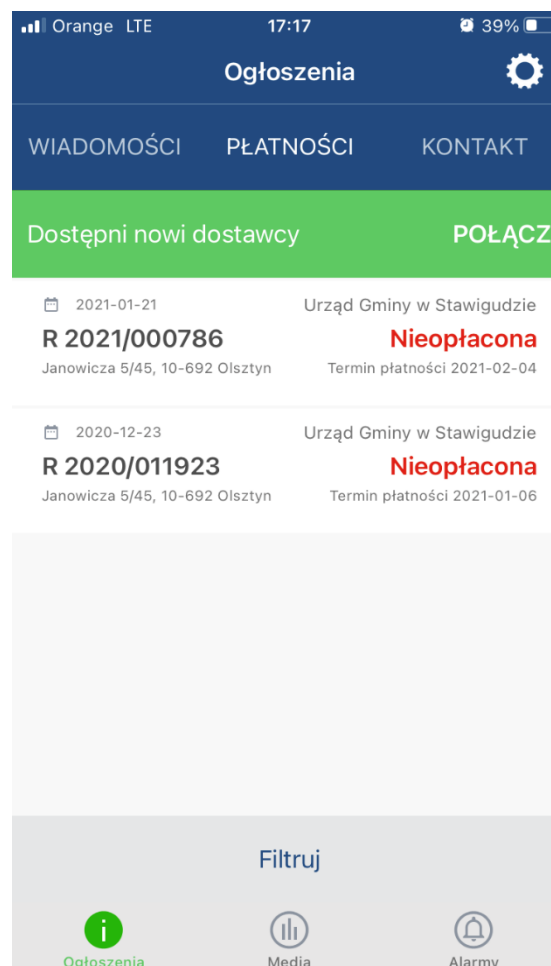 Orange LTE 17:17 39%
Ogłoszenia
WIADOMOŚCI PŁATNOŚCI KONTAKT
Dostępni nowi dostawcy POŁĄCZ
2021-01-21 Urząd Gminy w Stawigudzie
R 2021/000786 Nieopłacona
Janowicza 5/45, 10-692 Olsztyn Termin płatności 2021-02-04
2020-12-23 Urząd Gminy w Stawigudzie
R 2020/011923 Nieopłacona
Janowicza 5/45, 10-692 Olsztyn Termin płatności 2021-01-06
Filtruj
Ogłoszenia Media Alarmy